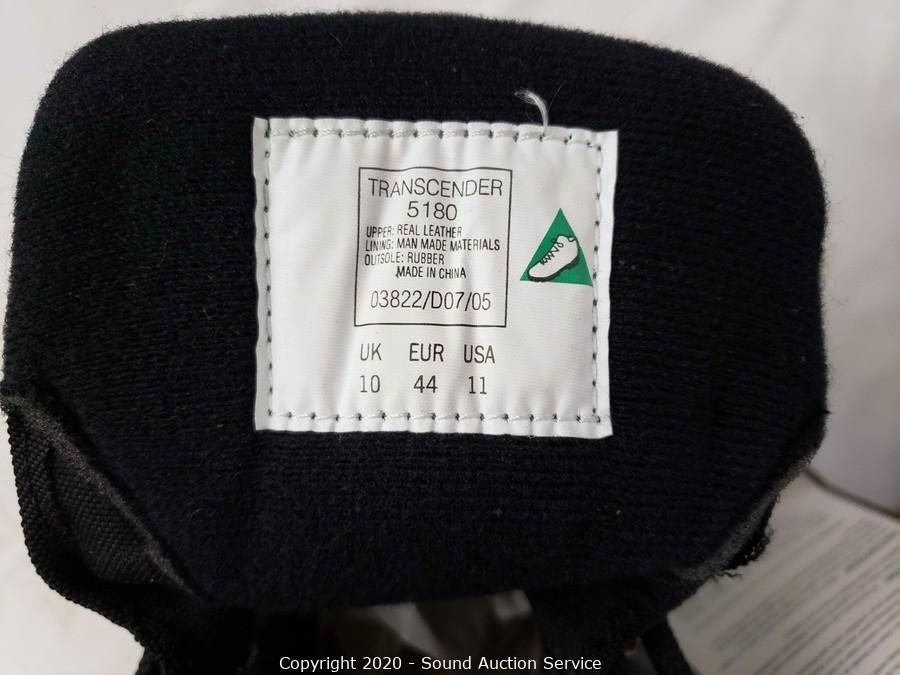 TRANSCENDER
5180
UPPER: REAL LEATHER
LINING: MAN MADE MATERIALS
OUTSOLE: RUBBER
MADE IN CHINA
03822/D07/05
UK EUR USA
10 44 11
Copyright 2020 - Sound Auction Service